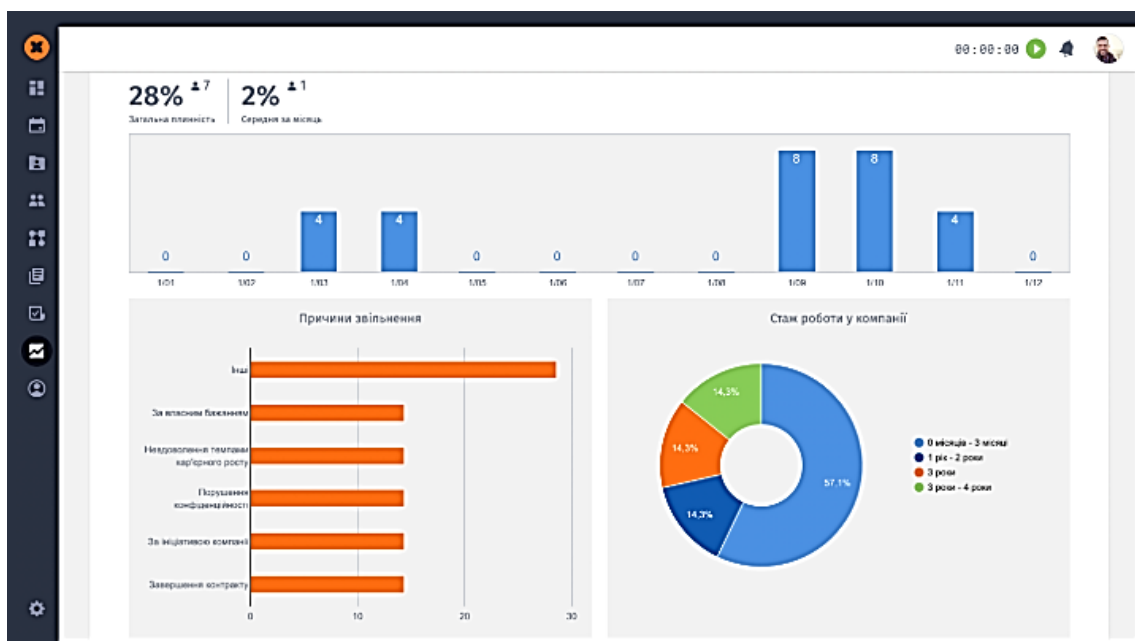 00:00:00
28% 7 2% 1
Загальна плинність Середня за місяць
8 8
4 4 4
0 0 0 0 0 0 0
1/01 1/02 1/03 1/04 1/05 1/06 1/07 1/08 1/09 1/10 1/11 1/12
Причини звільнення
Інші
За власним бажанням
Невдоволення темпами
кар'єрного росту
Порушення
конфіденційності
За ініціативою компанії
Завершення контракту
0 10 20 30
Стаж роботи у компанії
14,3%
14,3%
57,1%
14,3%
0 місяців - 3 місяці
1 рік - 2 роки
3 роки
3 роки - 4 роки